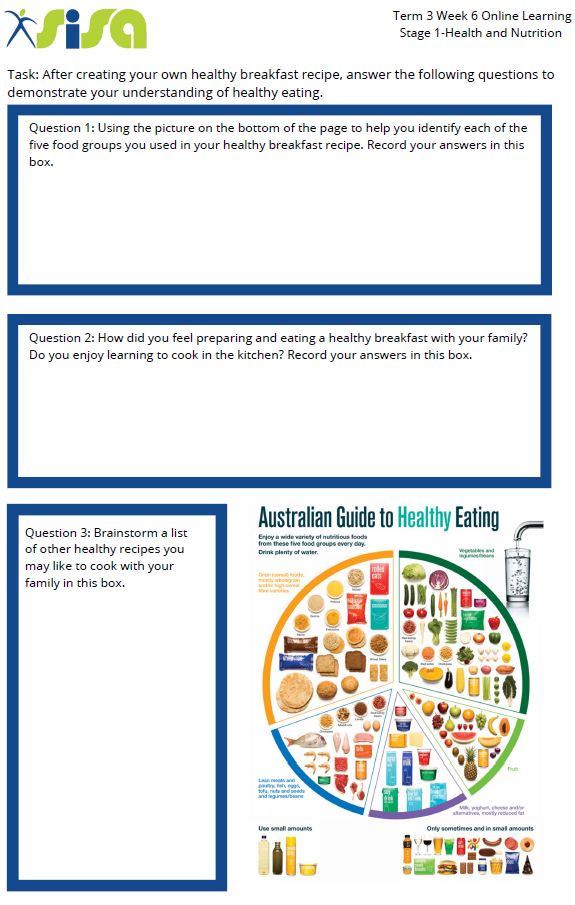 sisa
Term 3 Week 6 Online Learning
Stage 1-Health and Nutrition
Task: After creating your own healthy breakfast recipe, answer the following questions to
demonstrate your understanding of healthy eating.
Question 1: Using the picture on the bottom of the page to help you identify each of the
five food groups you used in your healthy breakfast recipe. Record your answers in this
box.
Question 2: How did you feel preparing and eating a healthy breakfast with your family?
Do you enjoy learning to cook in the kitchen? Record your answers in this box.
Question 3: Brainstorm a list
of other healthy recipes you
may like to cook with your
family in this box.
Australian Guide to Healthy Eating
Enjoy a wide variety of nutritious foods
from these five food groups every day.
Drink plenty of water.
Grain (cereal) foods,
mostly wholegrain
and/or high cereal
fibre varieties
Vegetables and
legumes/beans
rolled
oats
Lean meats and
poultry, fish, eggs,
tofu, nuts and seeds
and legumes/beans
Fruit
Milk, yoghurt, cheese and/or
alternatives, mostly reduced fat
Use small amounts
Only sometimes and in small amounts